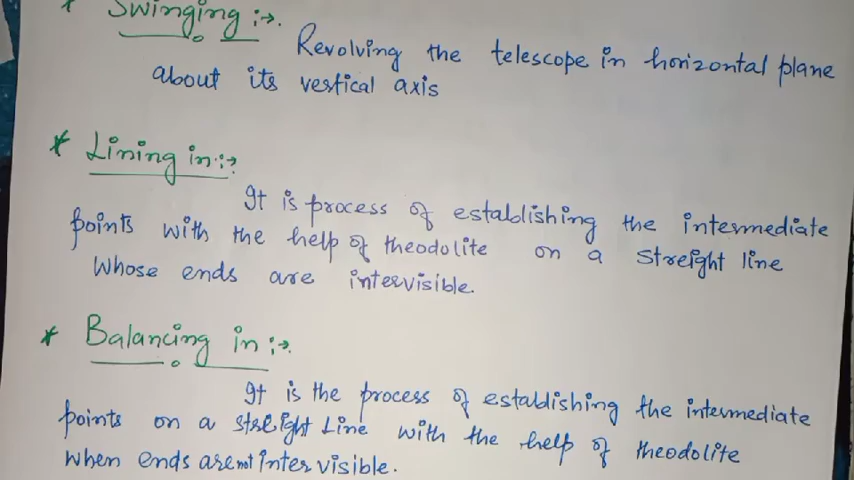 * Swinging :→.
Revolving the telescope in horizontal plane
about its vertical axis
* Lining in :→
It is process of establishing the intermediate
points with the help of theodolite on a streight line
Whose ends are intervisible.
* Balancing in :→.
It is the process of establishing the intermediate
points on a streight Line with the help of theodolite
when ends are not inter visible.